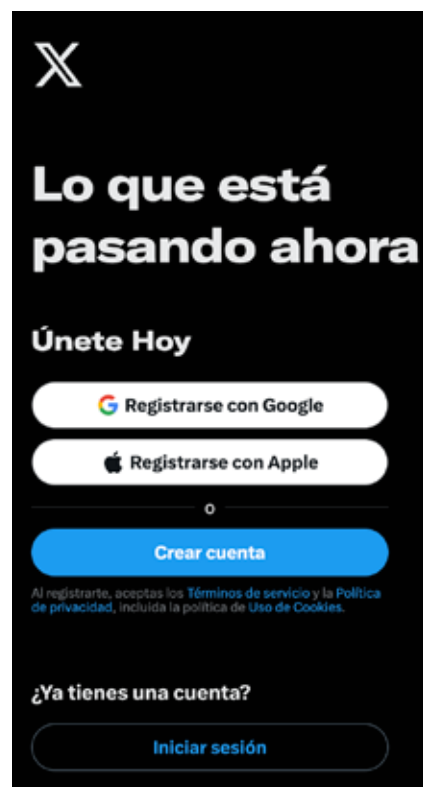 X
Lo que está
pasando ahora
Únete Hoy
Registrarse con Google
Registrarse con Apple
o
Crear cuenta
Al registrarte, aceptas los Términos de servicio y la Política
de privacidad, incluida la política de Uso de Cookies.
¿Ya tienes una cuenta?
Iniciar sesión